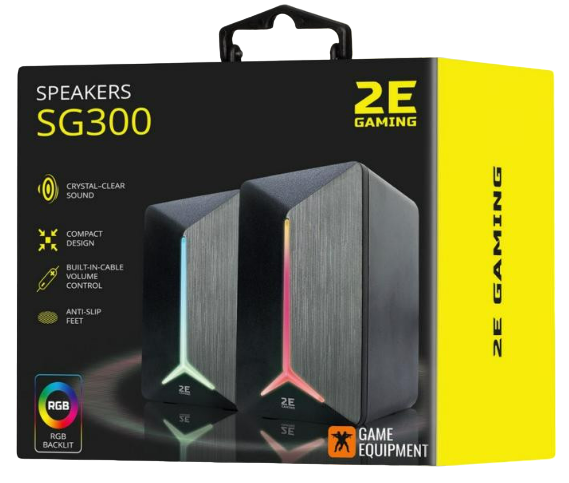 SPEAKERS
SG300
2E
GAMING
CRYSTAL-CLEAR
SOUND
COMPACT
DESIGN
BUILT-IN-CABLE
VOLUME
CONTROL
ANTI-SLIP
FEET
RGB
RGB
BACKLIT
2E
2E
GAMING
GAME
EQUIPMENT
2E GAMING